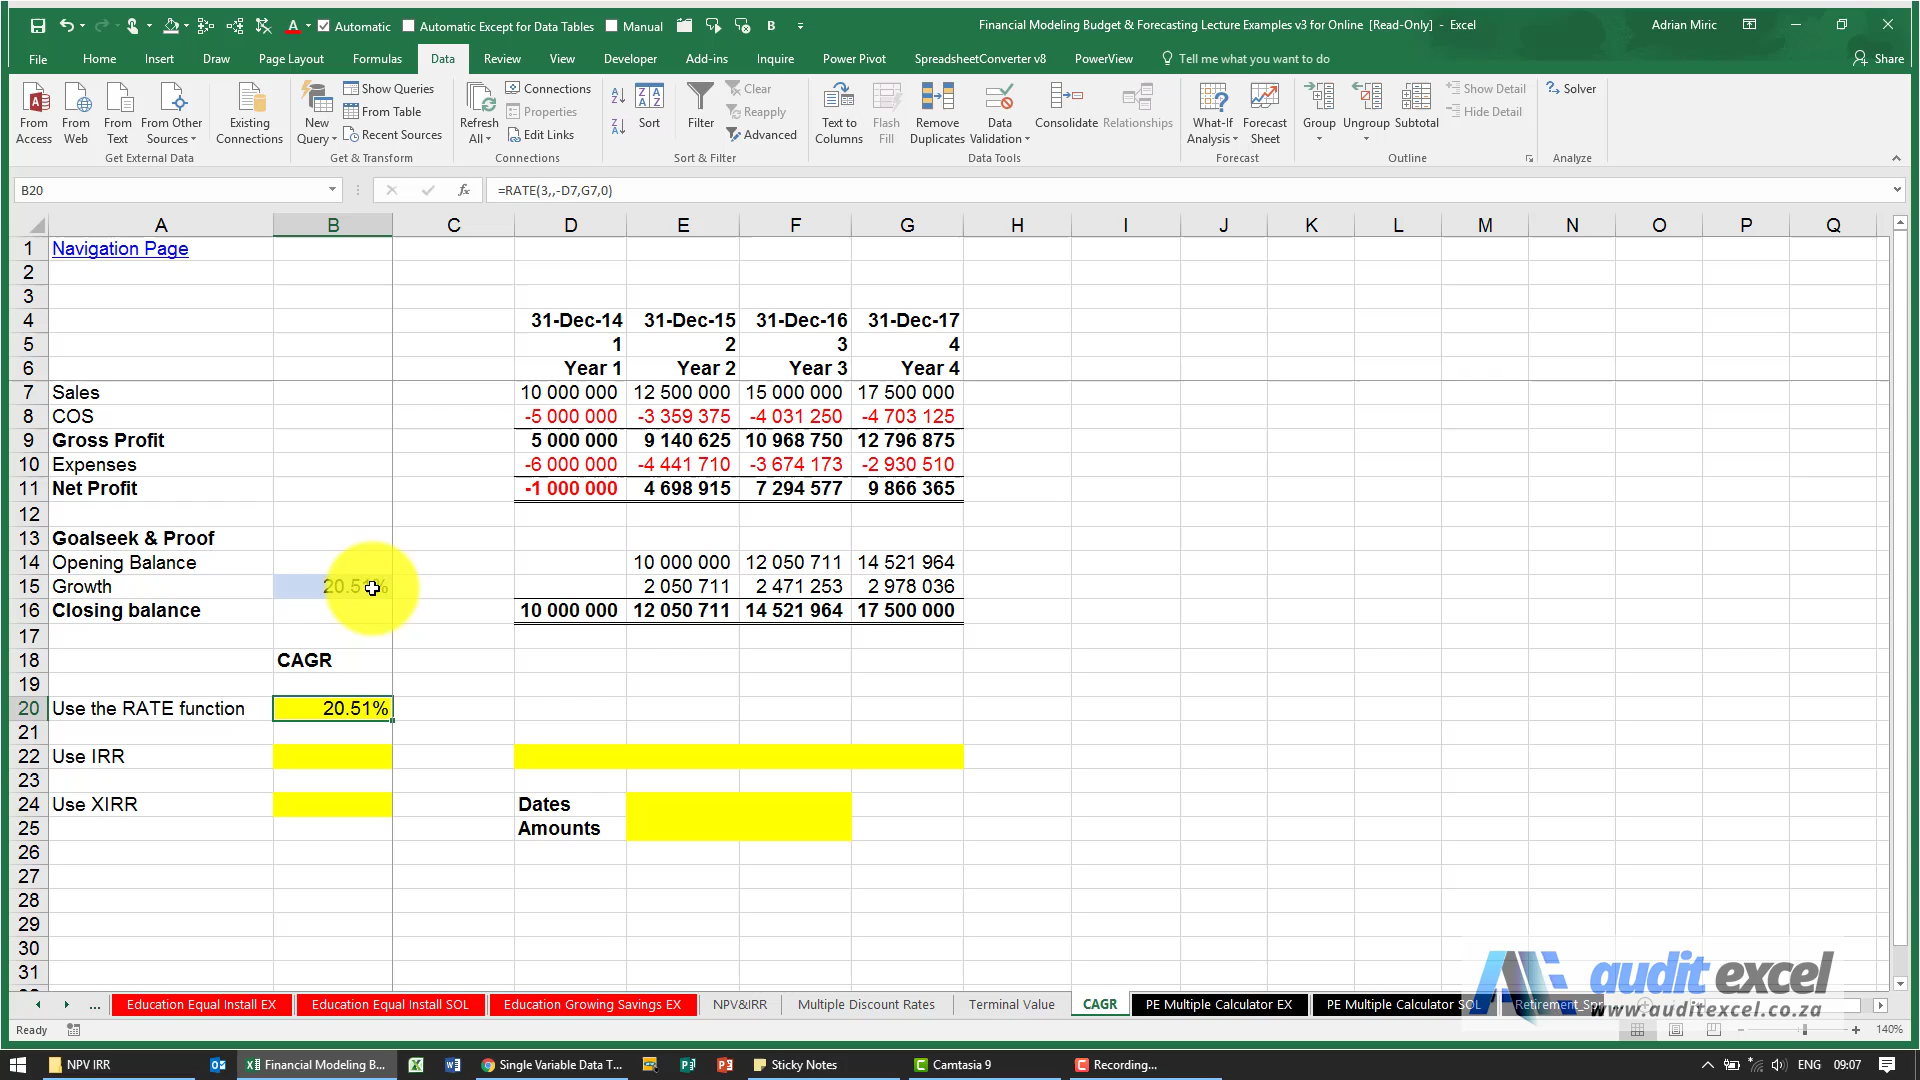 Automatic Automatic Except for Data Tables Manual B Financial Modeling Budget & Forecasting Lecture Examples v3 for Online [Read-Only] - Excel Adrian Miric
File Home Insert Draw Page Layout Formulas Data Review View Developer Add-ins Inquire Power Pivot SpreadsheetConverter v8 PowerView Tell me what you want to do Share
From Access
From Web
From Text
From Other Sources
Existing Connections
Get External Data
New Query
Show Queries
From Table
Recent Sources
Get & Transform
Refresh All
Connections
Properties
Edit Links
Connections
Sort
Filter
Clear
Reapply
Advanced
Sort & Filter
Text to Columns
Flash Fill
Remove Duplicates
Data Validation
Consolidate
Relationships
Data Tools
What-If Analysis
Forecast Sheet
Forecast
Group
Ungroup
Subtotal
Show Detail
Hide Detail
Outline
Solver
Analyze
B20 fx =RATE(3,,-D7,G7,0)
A B C D E F G H I J K L M N O P Q
1 Navigation Page
2
3
4 31-Dec-14 31-Dec-15 31-Dec-16 31-Dec-17
5 1 2 3 4
6 Year 1 Year 2 Year 3 Year 4
7 Sales 10 000 000 12 500 000 15 000 000 17 500 000
8 COS -5 000 000 -3 359 375 -4 031 250 -4 703 125
9 Gross Profit 5 000 000 9 140 625 10 968 750 12 796 875
10 Expenses -6 000 000 -4 441 710 -3 674 173 -2 930 510
11 Net Profit -1 000 000 4 698 915 7 294 577 9 866 365
12
13 Goalseek & Proof
14 Opening Balance 10 000 000 12 050 711 14 521 964
15 Growth 20.51% 2 050 711 2 471 253 2 978 036
16 Closing balance 10 000 000 12 050 711 14 521 964 17 500 000
17
18 CAGR
19
20 Use the RATE function 20.51%
21
22 Use IRR
23
24 Use XIRR Dates
25 Amounts
26
27
28
29
30
31
audit excel
www.auditexcel.co.za
... Education Equal Install EX Education Equal Install SOL Education Growing Savings EX NPV&IRR Multiple Discount Rates Terminal Value CAGR PE Multiple Calculator EX PE Multiple Calculator SOL
Ready 140%
NPV IRR Financial Modeling B... Single Variable Data T... Sticky Notes Camtasia 9 Recording... ENG 09:07